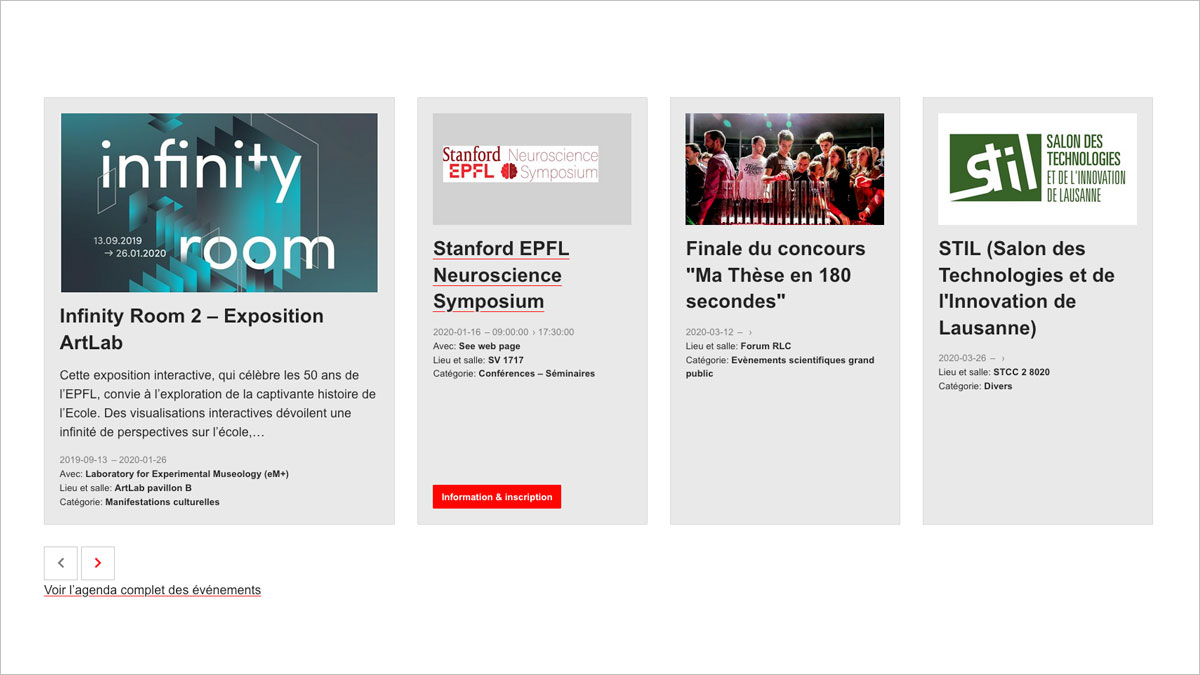 infinity
room
13.09.2019
→ 26.01.2020
Infinity Room 2 – Exposition
ArtLab
Cette exposition interactive, qui célèbre les 50 ans de
l’EPFL, convie à l’exploration de la captivante histoire de
l’Ecole. Des visualisations interactives dévoilent une
infinité de perspectives sur l’école,…
2019-09-13 – 2020-01-26
Avec: Laboratory for Experimental Museology (eM+)
Lieu et salle: ArtLab pavillon B
Catégorie: Manifestations culturelles
Stanford Neuroscience
EPFL Symposium
Stanford EPFL
Neuroscience
Symposium
2020-01-16 – 09:00:00 › 17:30:00
Avec: See web page
Lieu et salle: SV 1717
Catégorie: Conférences – Séminaires
Information & inscription
Finale du concours
"Ma Thèse en 180
secondes"
2020-03-12 – ›
Lieu et salle: Forum RLC
Catégorie: Evènements scientifiques grand
public
stil
SALON DES
TECHNOLOGIES
ET DE L'INNOVATION
DE LAUSANNE
STIL (Salon des
Technologies et de
l'Innovation de
Lausanne)
2020-03-26 – ›
Lieu et salle: STCC 2 8020
Catégorie: Divers
Voir l’agenda complet des événements